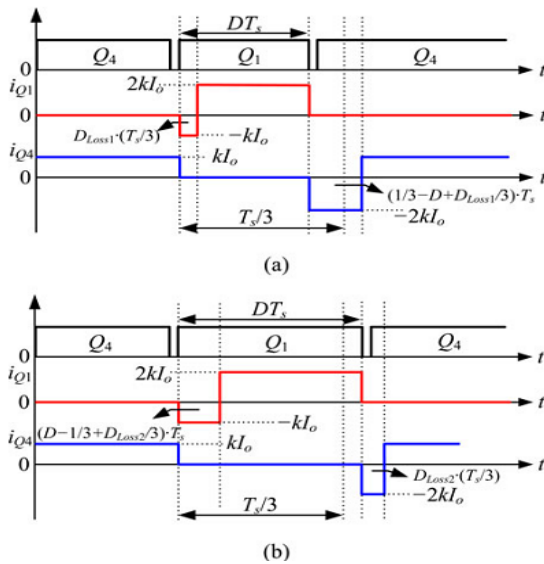 DTs
Q4 Q1 Q4
0 t
iQ1
2kIo
0 t
DLoss1·(Ts/3) −kIo
iQ4 kIo
0 t
(1/3−D+DLoss1/3)·Ts
Ts/3 −2kIo
(a)
DTs
Q4 Q1 Q4
0 t
iQ1
2kIo
0 t
−kIo
(D−1/3+DLoss2/3)·Ts
iQ4 kIo
0 t
DLoss2·(Ts/3)
Ts/3 −2kIo
(b)